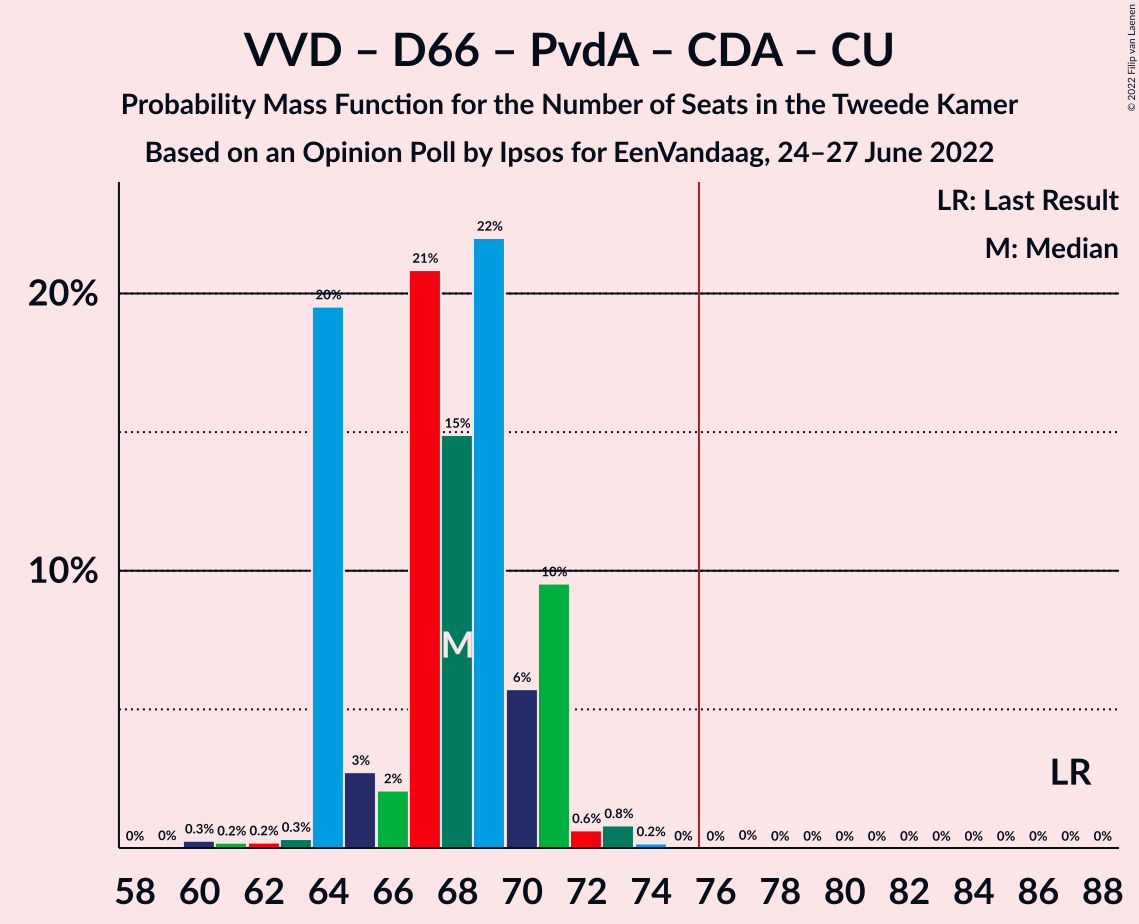 VVD – D66 – PvdA – CDA – CU
Probability Mass Function for the Number of Seats in the Tweede Kamer
Based on an Opinion Poll by Ipsos for EenVandaag, 24–27 June 2022
© 2022 Filip van Laenen
LR: Last Result
M: Median
20%
10%
0% 0% 0.3% 0.2% 0.2% 0.3% 20% 3% 2% 21% 15% 22% 6% 10% 0.6% 0.8% 0.2% 0% 0% 0% 0% 0% 0% 0% 0% 0% 0% 0% 0% 0% 0%
M
LR
58 60 62 64 66 68 70 72 74 76 78 80 82 84 86 88